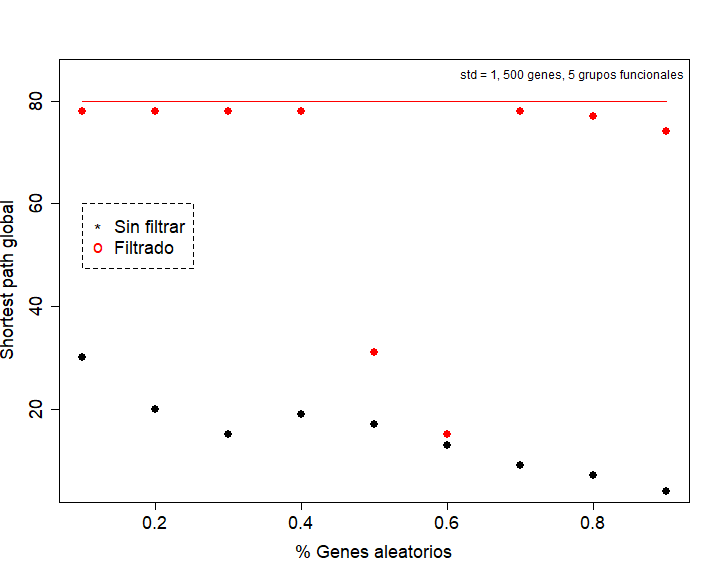 std = 1, 500 genes, 5 grupos funcionales
80
60
40
20
Shortest path global
* Sin filtrar
o Filtrado
0.2 0.4 0.6 0.8
% Genes aleatorios